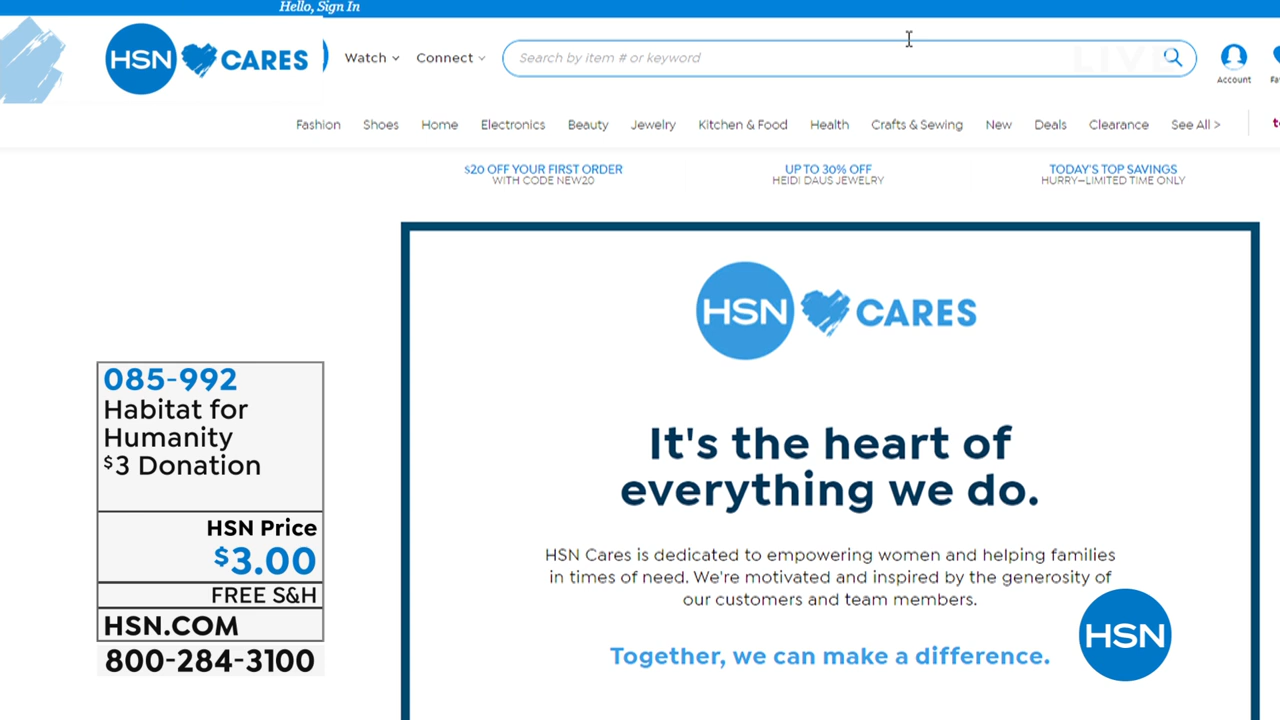 Hello, Sign In
HSN CARES
Watch
Connect
Search by item # or keyword
LIV
Account
Fashion
Shoes
Home
Electronics
Beauty
Jewelry
Kitchen & Food
Health
Crafts & Sewing
New
Deals
Clearance
See All >
$20 OFF YOUR FIRST ORDER
WITH CODE NEW20
UP TO 30% OFF
HEIDI DAUS JEWELRY
TODAY'S TOP SAVINGS
HURRY—LIMITED TIME ONLY
HSN CARES
It's the heart of
everything we do.
HSN Cares is dedicated to empowering women and helping families
in times of need. We're motivated and inspired by the generosity of
our customers and team members.
Together, we can make a difference.
HSN
085-992
Habitat for
Humanity
$3 Donation
HSN Price
$3.00
FREE S&H
HSN.COM
800-284-3100